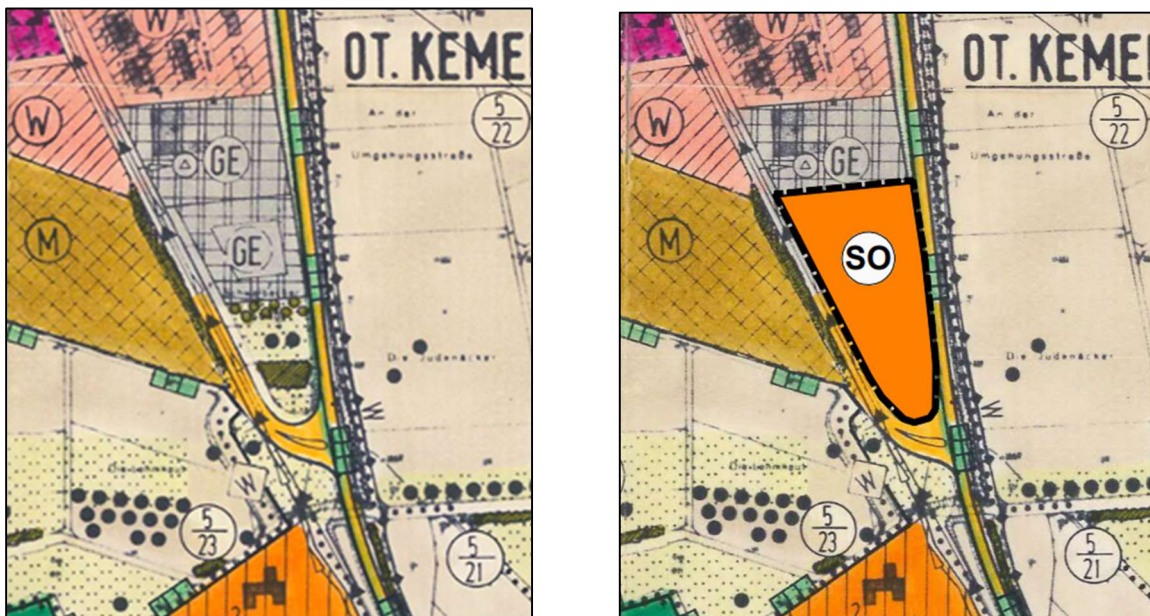 W
OT. KEME
W
An der
5/22
GE
Umgehungsstraße
M
GE
Die Judenäcker
W
W
5/23
5/21
W
OT. KEME
W
An der
5/22
GE
Umgehungsstraße
M
SO
Die Judenäcker
W
W
5/23
5/21
2